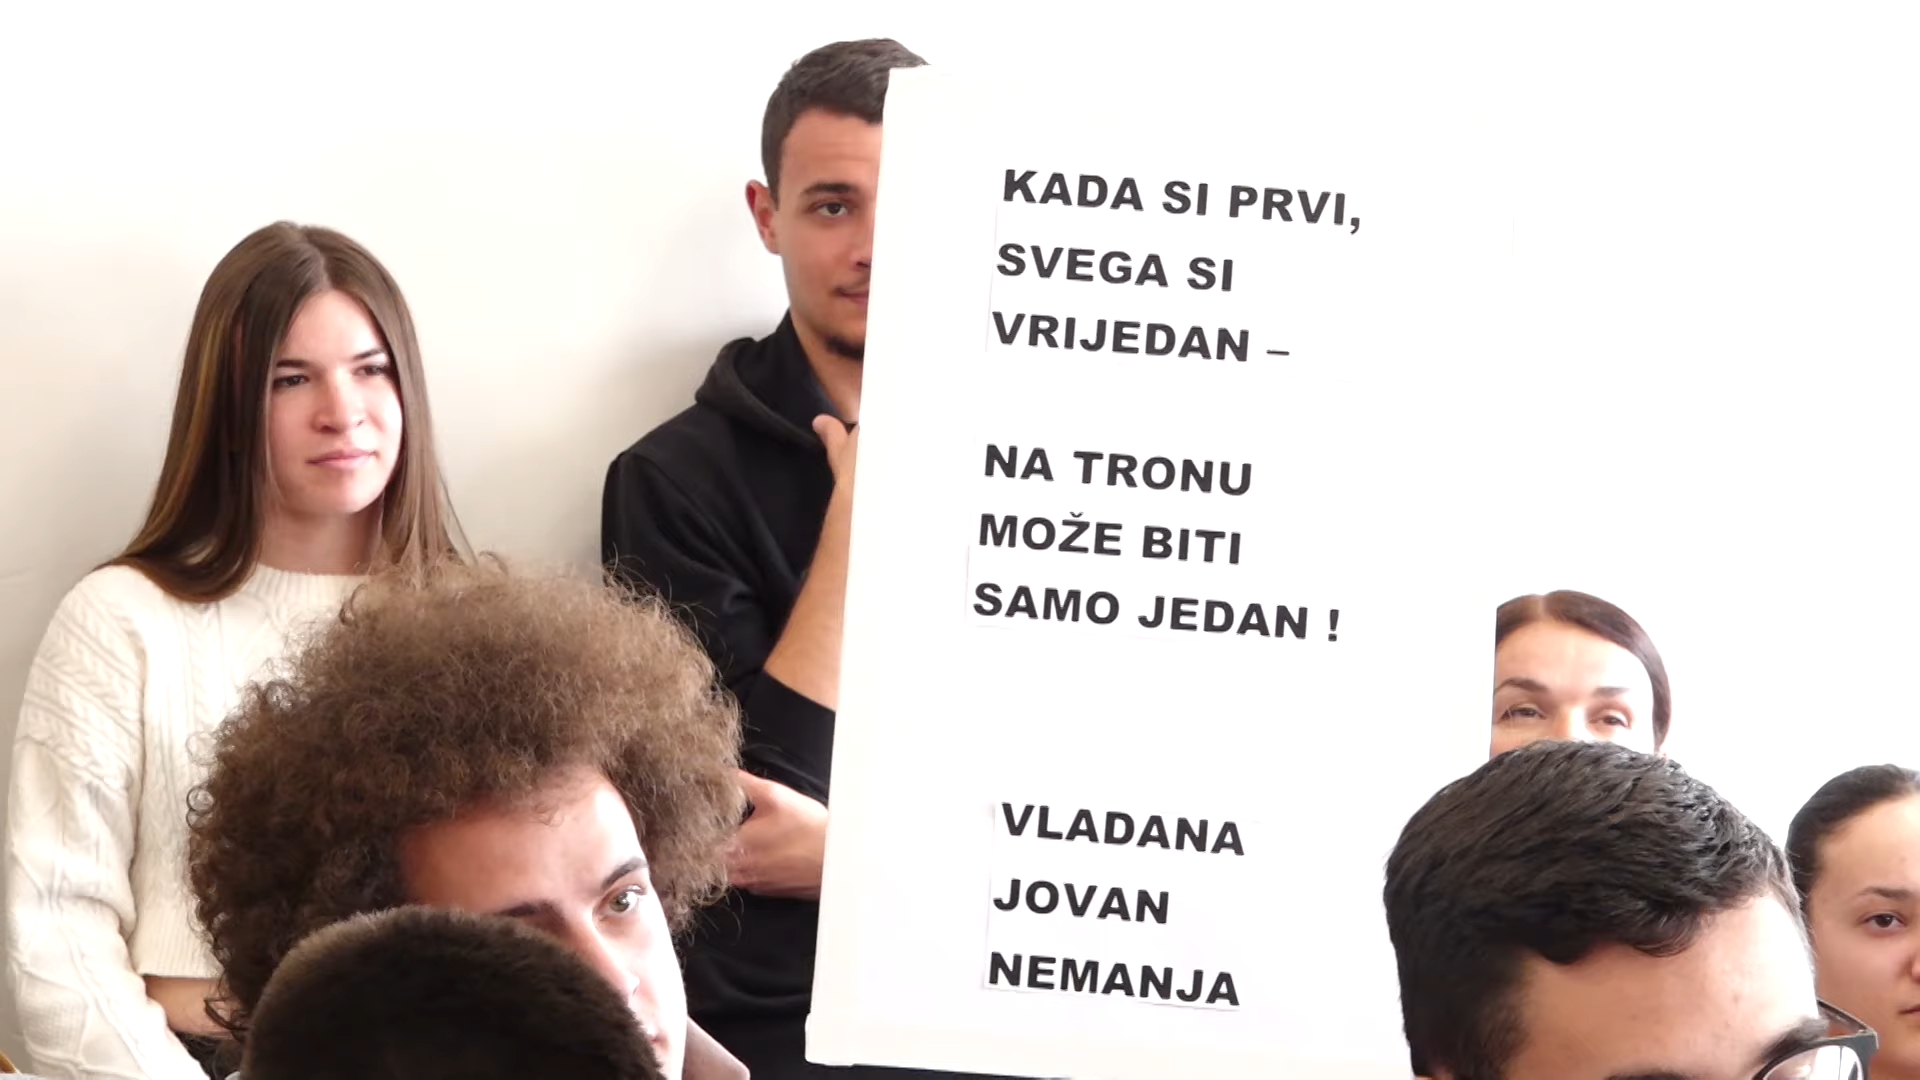 KADA SI PRVI,
SVEGA SI
VRIJEDAN –
NA TRONU
MOŽE BITI
SAMO JEDAN !
VLADANA
JOVAN
NEMANJA